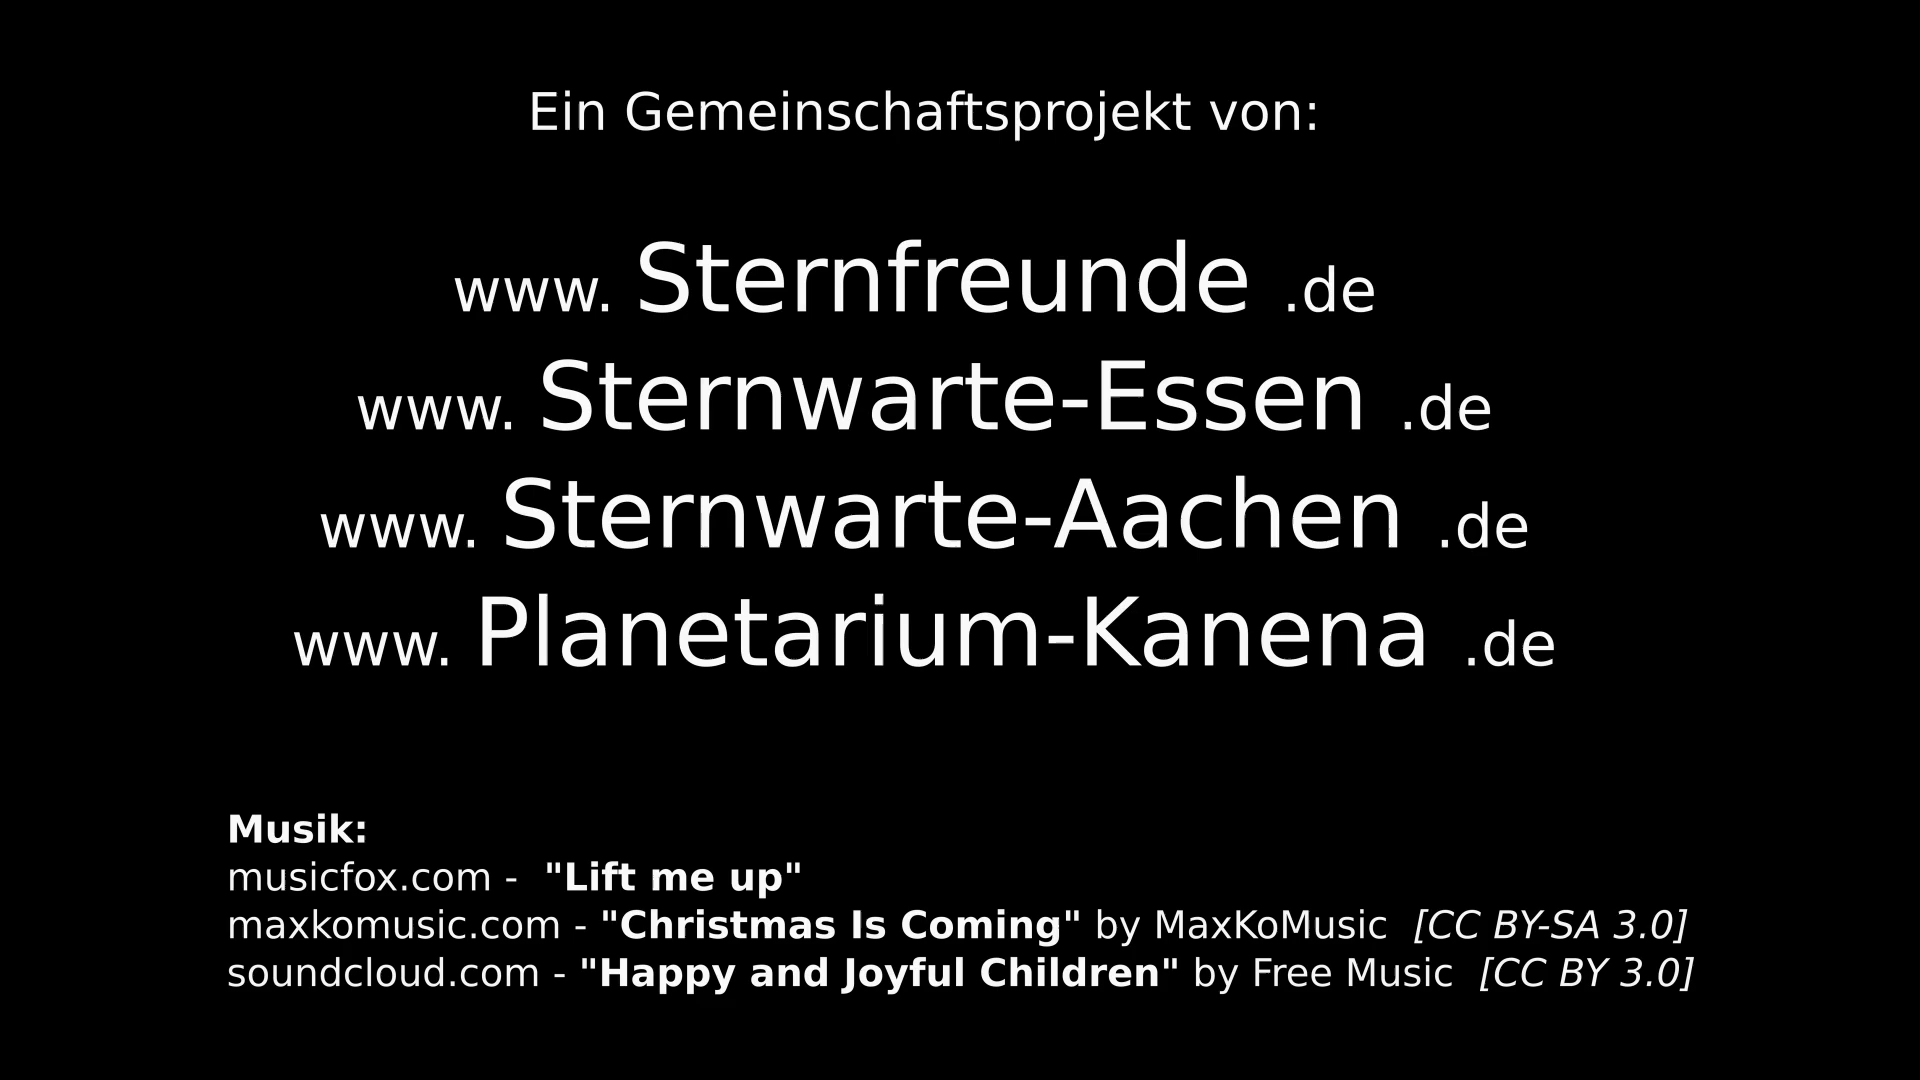 Ein Gemeinschaftsprojekt von:
www. Sternfreunde .de
www. Sternwarte-Essen .de
www. Sternwarte-Aachen .de
www. Planetarium-Kanena .de
Musik:
musicfox.com - "Lift me up"
maxkomusic.com - "Christmas Is Coming" by MaxKoMusic [CC BY-SA 3.0]
soundcloud.com - "Happy and Joyful Children" by Free Music [CC BY 3.0]